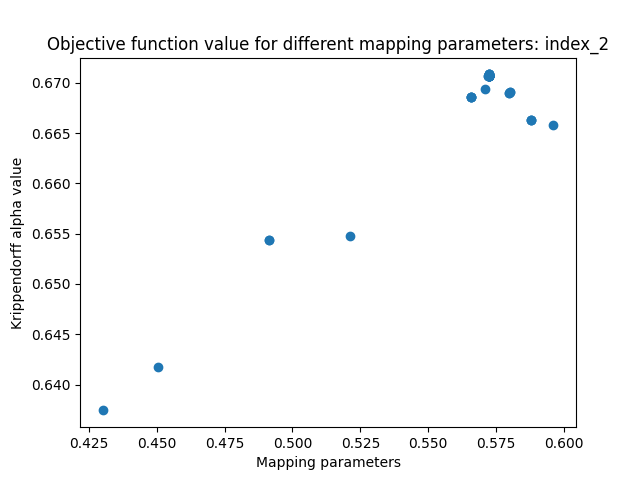 Objective function value for different mapping parameters: index_2
Krippendorff alpha value
0.670
0.665
0.660
0.655
0.650
0.645
0.640
0.425 0.450 0.475 0.500 0.525 0.550 0.575 0.600
Mapping parameters